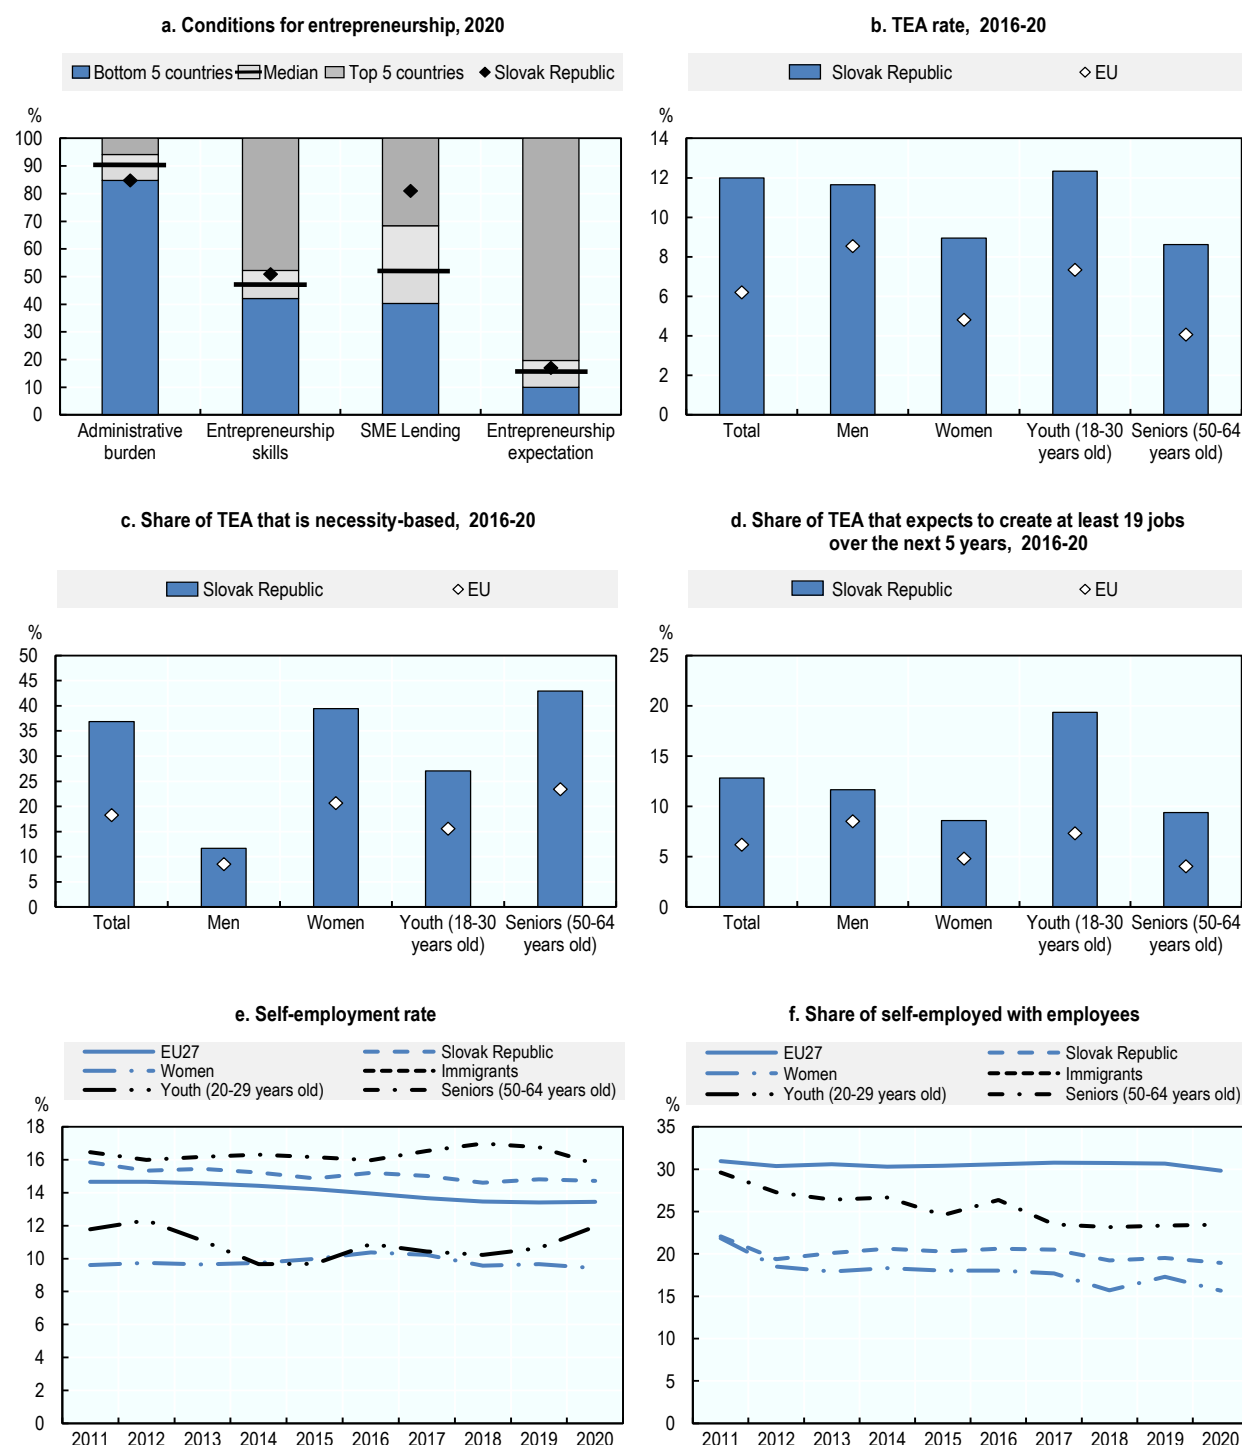 a. Conditions for entrepreneurship, 2020
Bottom 5 countries Median Top 5 countries Slovak Republic
%
100
90
80
70
60
50
40
30
20
10
0
Administrative burden
Entrepreneurship skills
SME Lending
Entrepreneurship expectation
b. TEA rate, 2016-20
Slovak Republic EU
%
14
12
10
8
6
4
2
0
Total Men Women Youth (18-30 years old) Seniors (50-64 years old)
c. Share of TEA that is necessity-based, 2016-20
Slovak Republic EU
%
50
45
40
35
30
25
20
15
10
5
0
Total Men Women Youth (18-30 years old) Seniors (50-64 years old)
d. Share of TEA that expects to create at least 19 jobs
over the next 5 years, 2016-20
Slovak Republic EU
%
25
20
15
10
5
0
Total Men Women Youth (18-30 years old) Seniors (50-64 years old)
e. Self-employment rate
EU27 Slovak Republic
Women Immigrants
Youth (20-29 years old) Seniors (50-64 years old)
%
18
16
14
12
10
8
6
4
2
0
2011 2012 2013 2014 2015 2016 2017 2018 2019 2020
f. Share of self-employed with employees
EU27 Slovak Republic
Women Immigrants
Youth (20-29 years old) Seniors (50-64 years old)
%
35
30
25
20
15
10
5
0
2011 2012 2013 2014 2015 2016 2017 2018 2019 2020